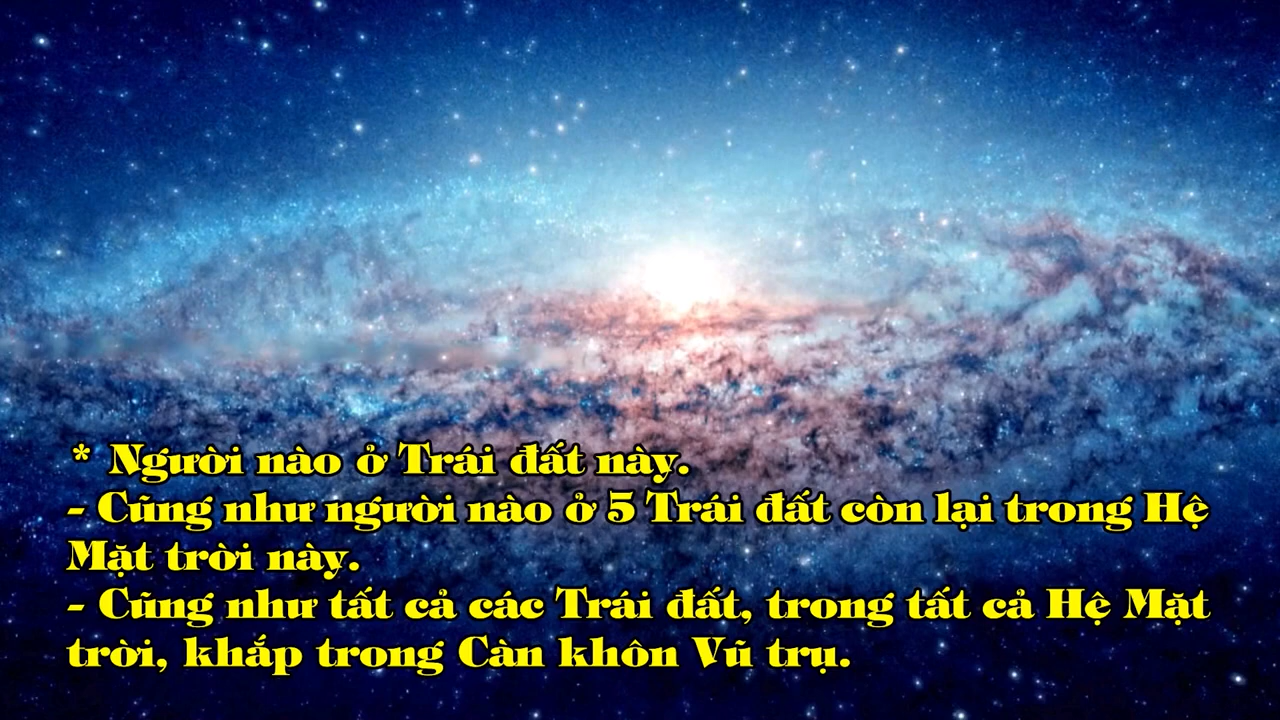 * Người nào ở Trái đất này.
- Cũng như người nào ở 5 Trái đất còn lại trong Hệ
Mặt trời này.
- Cũng như tất cả các Trái đất, trong tất cả Hệ Mặt
trời, khắp trong Càn khôn Vũ trụ.